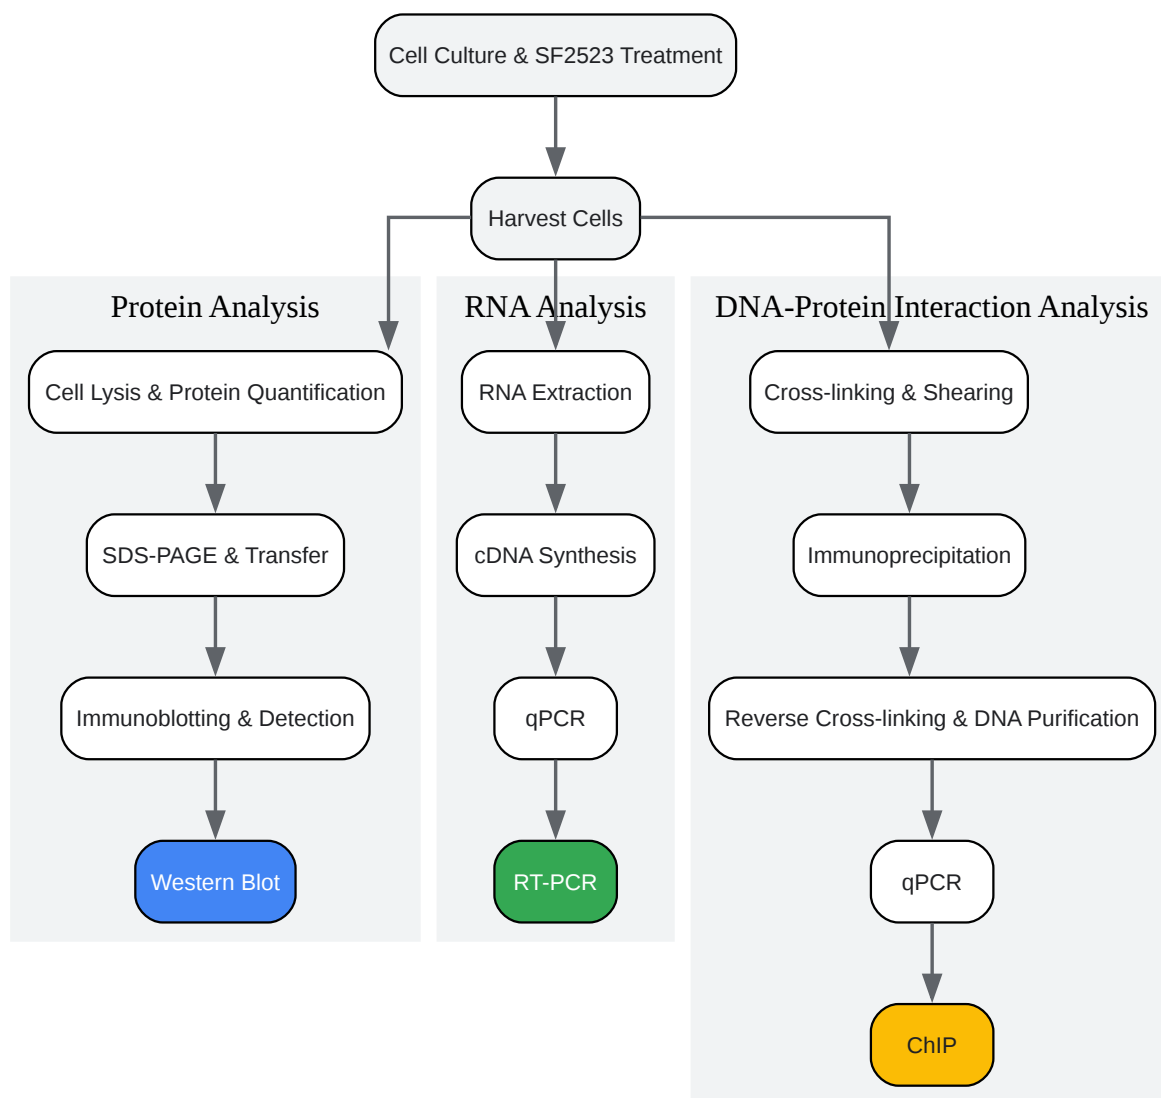 Cell Culture & SF2523 Treatment
Harvest Cells
Protein Analysis
Cell Lysis & Protein Quantification
SDS-PAGE & Transfer
Immunoblotting & Detection
Western Blot
RNA Analysis
RNA Extraction
cDNA Synthesis
qPCR
RT-PCR
DNA-Protein Interaction Analysis
Cross-linking & Shearing
Immunoprecipitation
Reverse Cross-linking & DNA Purification
qPCR
ChIP